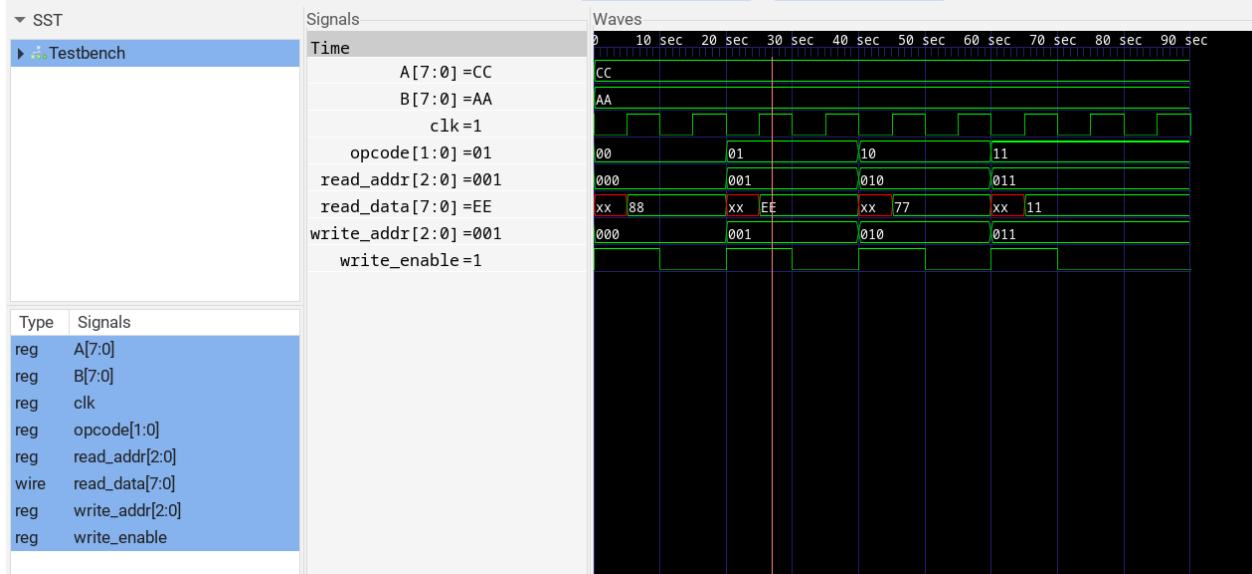 SST
Testbench
Type Signals
reg A[7:0]
reg B[7:0]
reg clk
reg opcode[1:0]
reg read_addr[2:0]
wire read_data[7:0]
reg write_addr[2:0]
reg write_enable
Signals
Time
A[7:0] =CC
B[7:0] =AA
clk =1
opcode[1:0] =01
read_addr[2:0] =001
read_data[7:0] =EE
write_addr[2:0] =001
write_enable =1
Waves
0 10 sec 20 sec 30 sec 40 sec 50 sec 60 sec 70 sec 80 sec 90 sec
CC
AA
00 01 10 11
000 001 010 011
xx 88 xx EE xx 77 xx 11
000 001 010 011